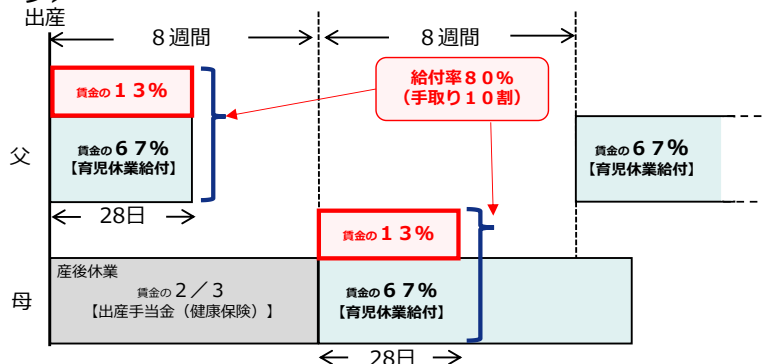 出産
8週間
8週間
賃金の13%
給付率80%
(手取り10割)
父
賃金の67%
【育児休業給付】
賃金の67%
【育児休業給付】
28日
賃金の13%
母
産後休業
賃金の2/3
【出産手当金(健康保険)】
賃金の67%
【育児休業給付】
28日